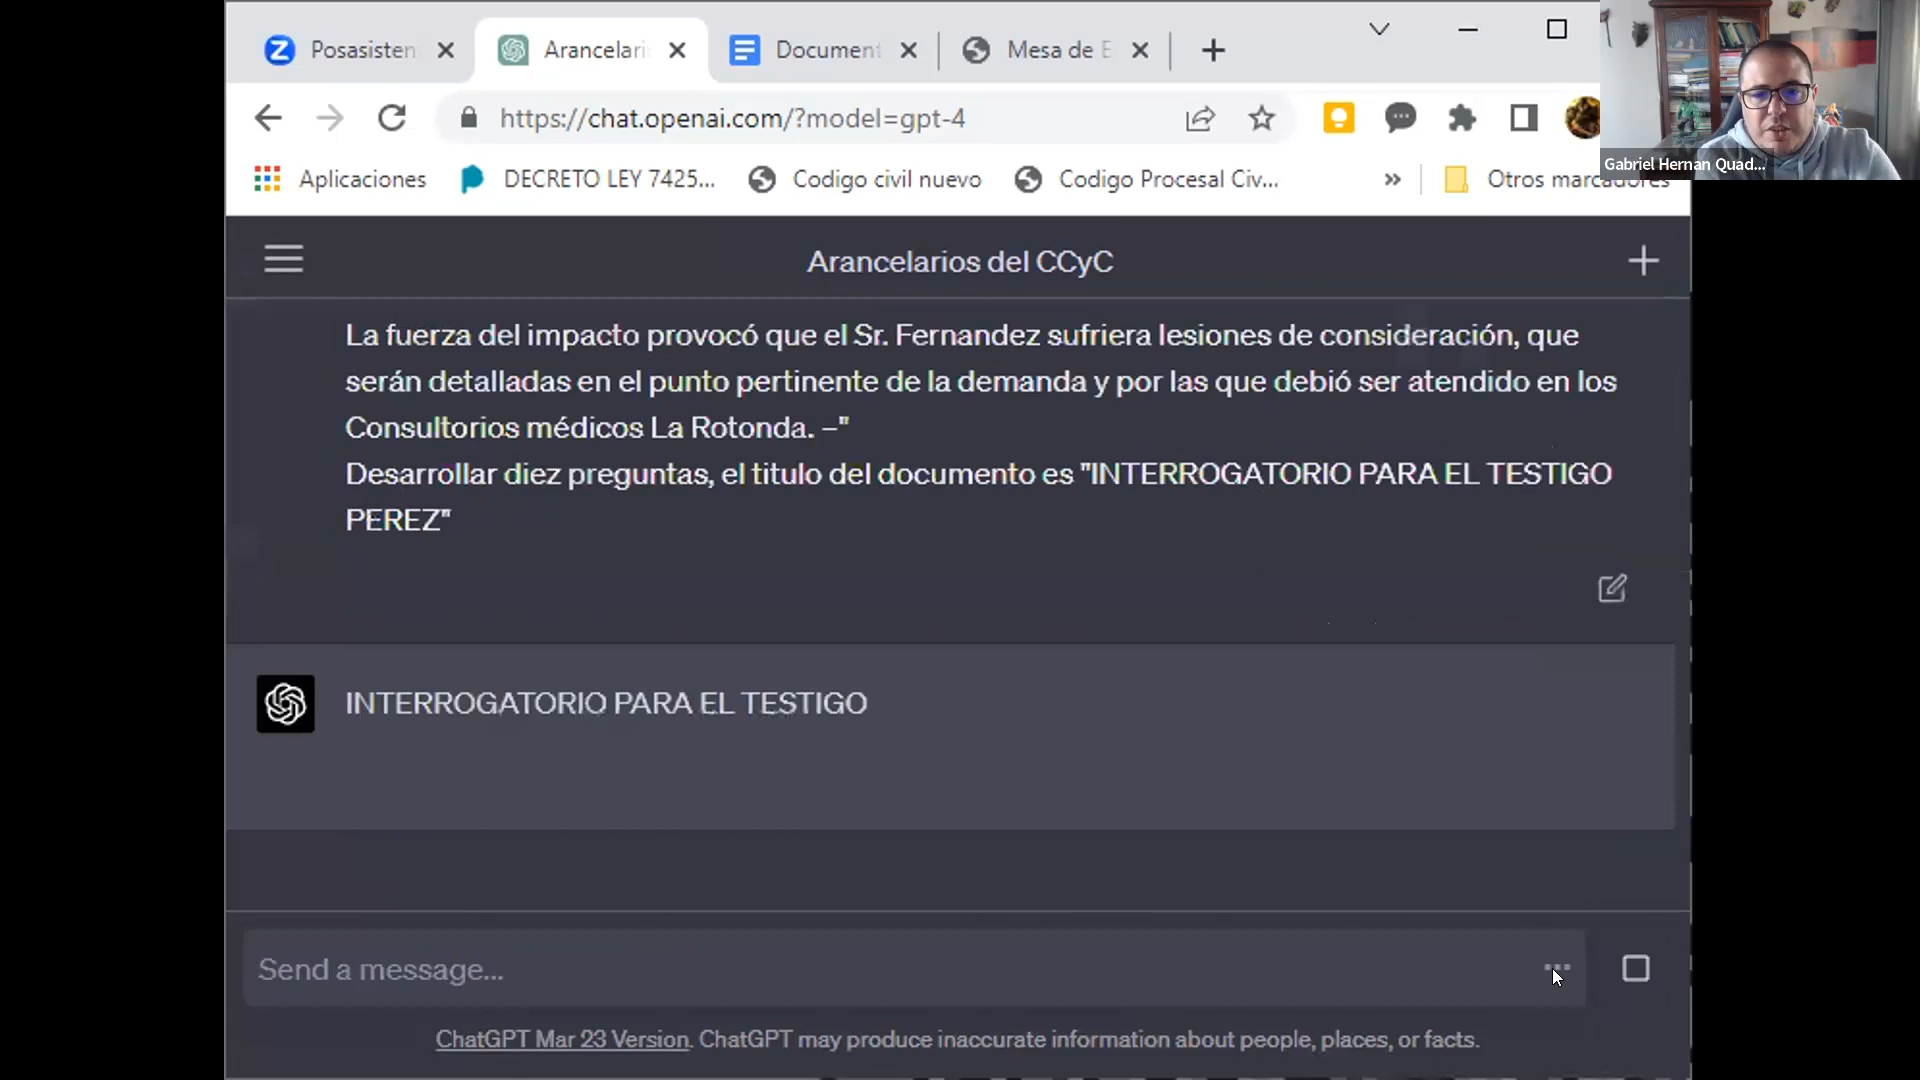 Posasisten
Arancelari
Document
Mesa de E
https://chat.openai.com/?model=gpt-4
Gabriel Hernan Quad...
Aplicaciones
DECRETO LEY 7425...
Codigo civil nuevo
Codigo Procesal Civ...
»
Otros marcadores
Arancelarios del CCyC
La fuerza del impacto provocó que el Sr. Fernandez sufriera lesiones de consideración, que
serán detalladas en el punto pertinente de la demanda y por las que debió ser atendido en los
Consultorios médicos La Rotonda. –"
Desarrollar diez preguntas, el titulo del documento es "INTERROGATORIO PARA EL TESTIGO
PEREZ"
INTERROGATORIO PARA EL TESTIGO
Send a message...
ChatGPT Mar 23 Version. ChatGPT may produce inaccurate information about people, places, or facts.